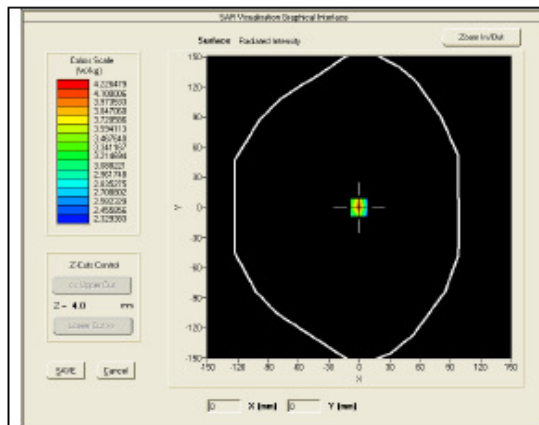 SAR Visualisation Graphical Interface
Surface Radiated Intensity
Zoom In/Out
Colors Scale
(W/kg)
4.226479
4.100006
3.973533
3.847060
3.720586
3.594113
3.467640
3.341167
3.214694
3.088221
2.961748
2.835275
2.708802
2.582329
2.455856
2.329383
Z-Cuts Control
<< Upper Cut
Z = 4.0 mm
Lower Cut >>
SAVE Cancel
Y
150
120
90
60
30
0
-30
-60
-90
-120
-150
-150 -120 -90 -60 -30 0 30 60 90 120 150
X
0 X (mm) 0 Y (mm)